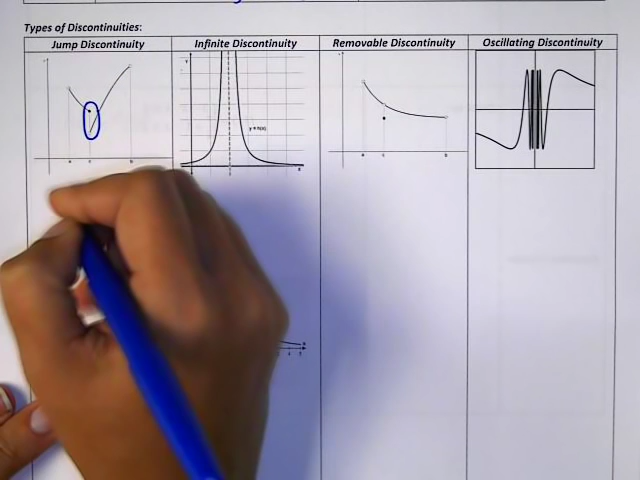 Types of Discontinuities:
Jump Discontinuity
Infinite Discontinuity
Removable Discontinuity
Oscillating Discontinuity
a
c
b
y
y = h(x)
x
a
c
b